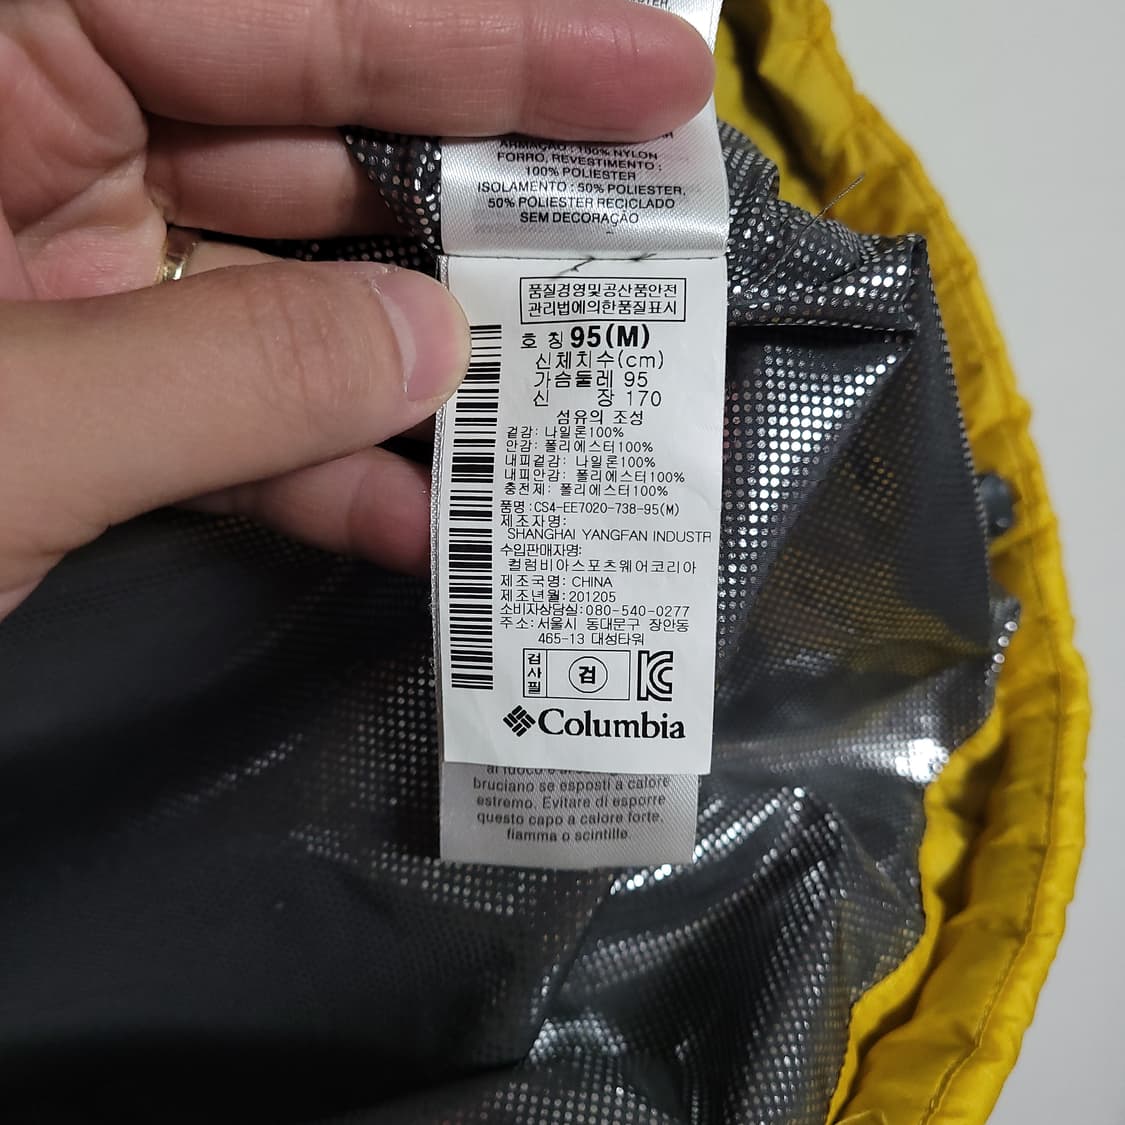 ARMAÇÃO : 100% NYLON
FORRO, REVESTIMENTO :
100% POLIESTER
ISOLAMENTO : 50% POLIESTER,
50% POLIESTER RECICLADO
SEM DECORAÇÃO
품질경영및공산품안전
관리법에의한품질표시
호 칭 95(M)
신체치수(cm)
가슴둘레 95
신 장 170
섬유의 조성
겉감: 나일론100%
안감: 폴리에스터100%
내피겉감: 나일론100%
내피안감: 폴리에스터100%
충전제: 폴리에스터100%
품명:CS4-EE7020-738-95(M)
제조자명:
SHANGHAI YANGFAN INDUSTR
수입판매자명:
컬럼비아스포츠웨어코리아
제조국명: CHINA
제조년월:201205
소비자상담실:080-540-0277
주소:서울시 동대문구 장안동
465-13 대성타워
검사필
검
KC
Columbia
bruciano se esposti a calore
estremo. Evitare di esporre
questo capo a calore forte,
fiamma o scintille.